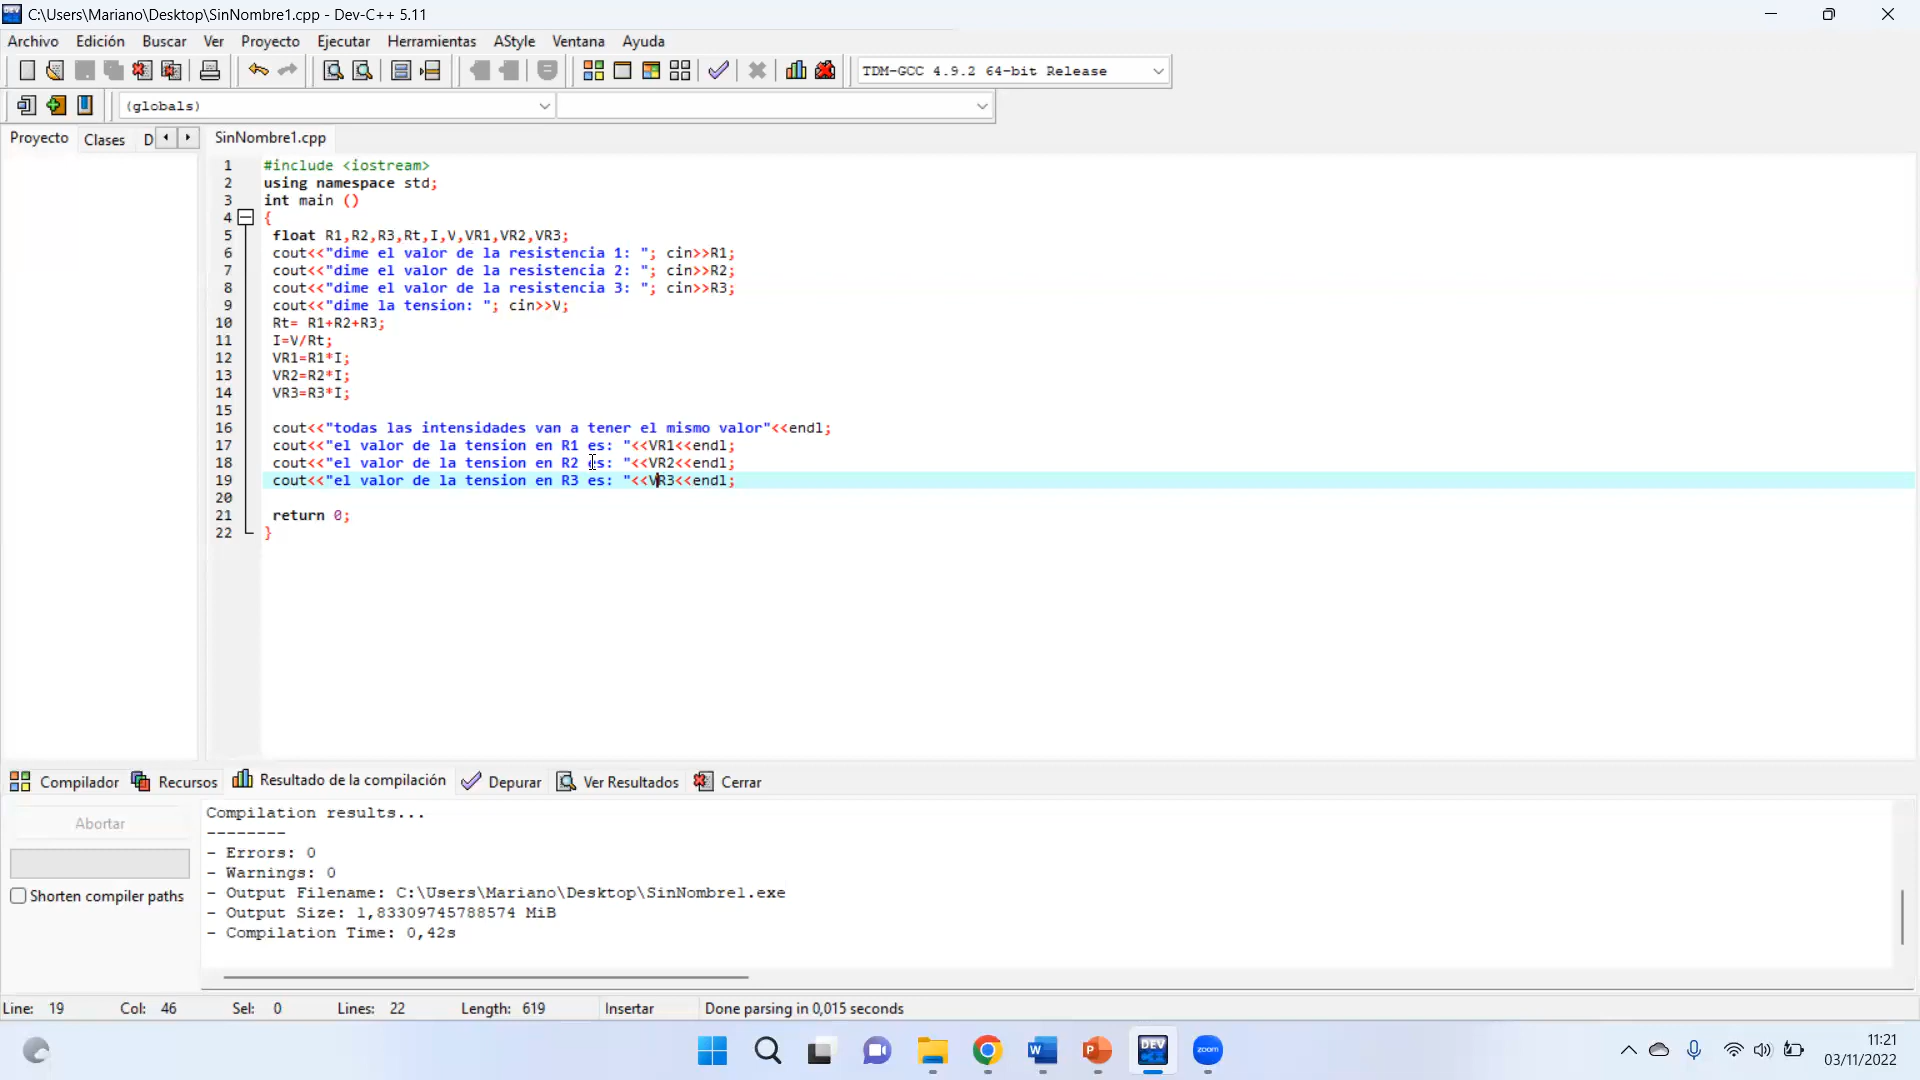 C:\Users\Mariano\Desktop\SinNombre1.cpp - Dev-C++ 5.11
Archivo Edición Buscar Ver Proyecto Ejecutar Herramientas AStyle Ventana Ayuda
TDM-GCC 4.9.2 64-bit Release
(globals)
Proyecto Clases D SinNombre1.cpp
1 #include <iostream>
2 using namespace std;
3 int main ()
4 {
5 float R1,R2,R3,Rt,I,V,VR1,VR2,VR3;
6 cout<<"dime el valor de la resistencia 1: "; cin>>R1;
7 cout<<"dime el valor de la resistencia 2: "; cin>>R2;
8 cout<<"dime el valor de la resistencia 3: "; cin>>R3;
9 cout<<"dime la tension: "; cin>>V;
10 Rt= R1+R2+R3;
11 I=V/Rt;
12 VR1=R1*I;
13 VR2=R2*I;
14 VR3=R3*I;
15
16 cout<<"todas las intensidades van a tener el mismo valor"<<endl;
17 cout<<"el valor de la tension en R1 es: "<<VR1<<endl;
18 cout<<"el valor de la tension en R2 es: "<<VR2<<endl;
19 cout<<"el valor de la tension en R3 es: "<<VR3<<endl;
20
21 return 0;
22 }
Compilador Recursos Resultado de la compilación Depurar Ver Resultados Cerrar
Abortar
Shorten compiler paths
Compilation results...
--------
- Errors: 0
- Warnings: 0
- Output Filename: C:\Users\Mariano\Desktop\SinNombre1.exe
- Output Size: 1,83309745788574 MiB
- Compilation Time: 0,42s
Line: 19 Col: 46 Sel: 0 Lines: 22 Length: 619 Insertar Done parsing in 0,015 seconds
W P DEV zoom
11:21
03/11/2022